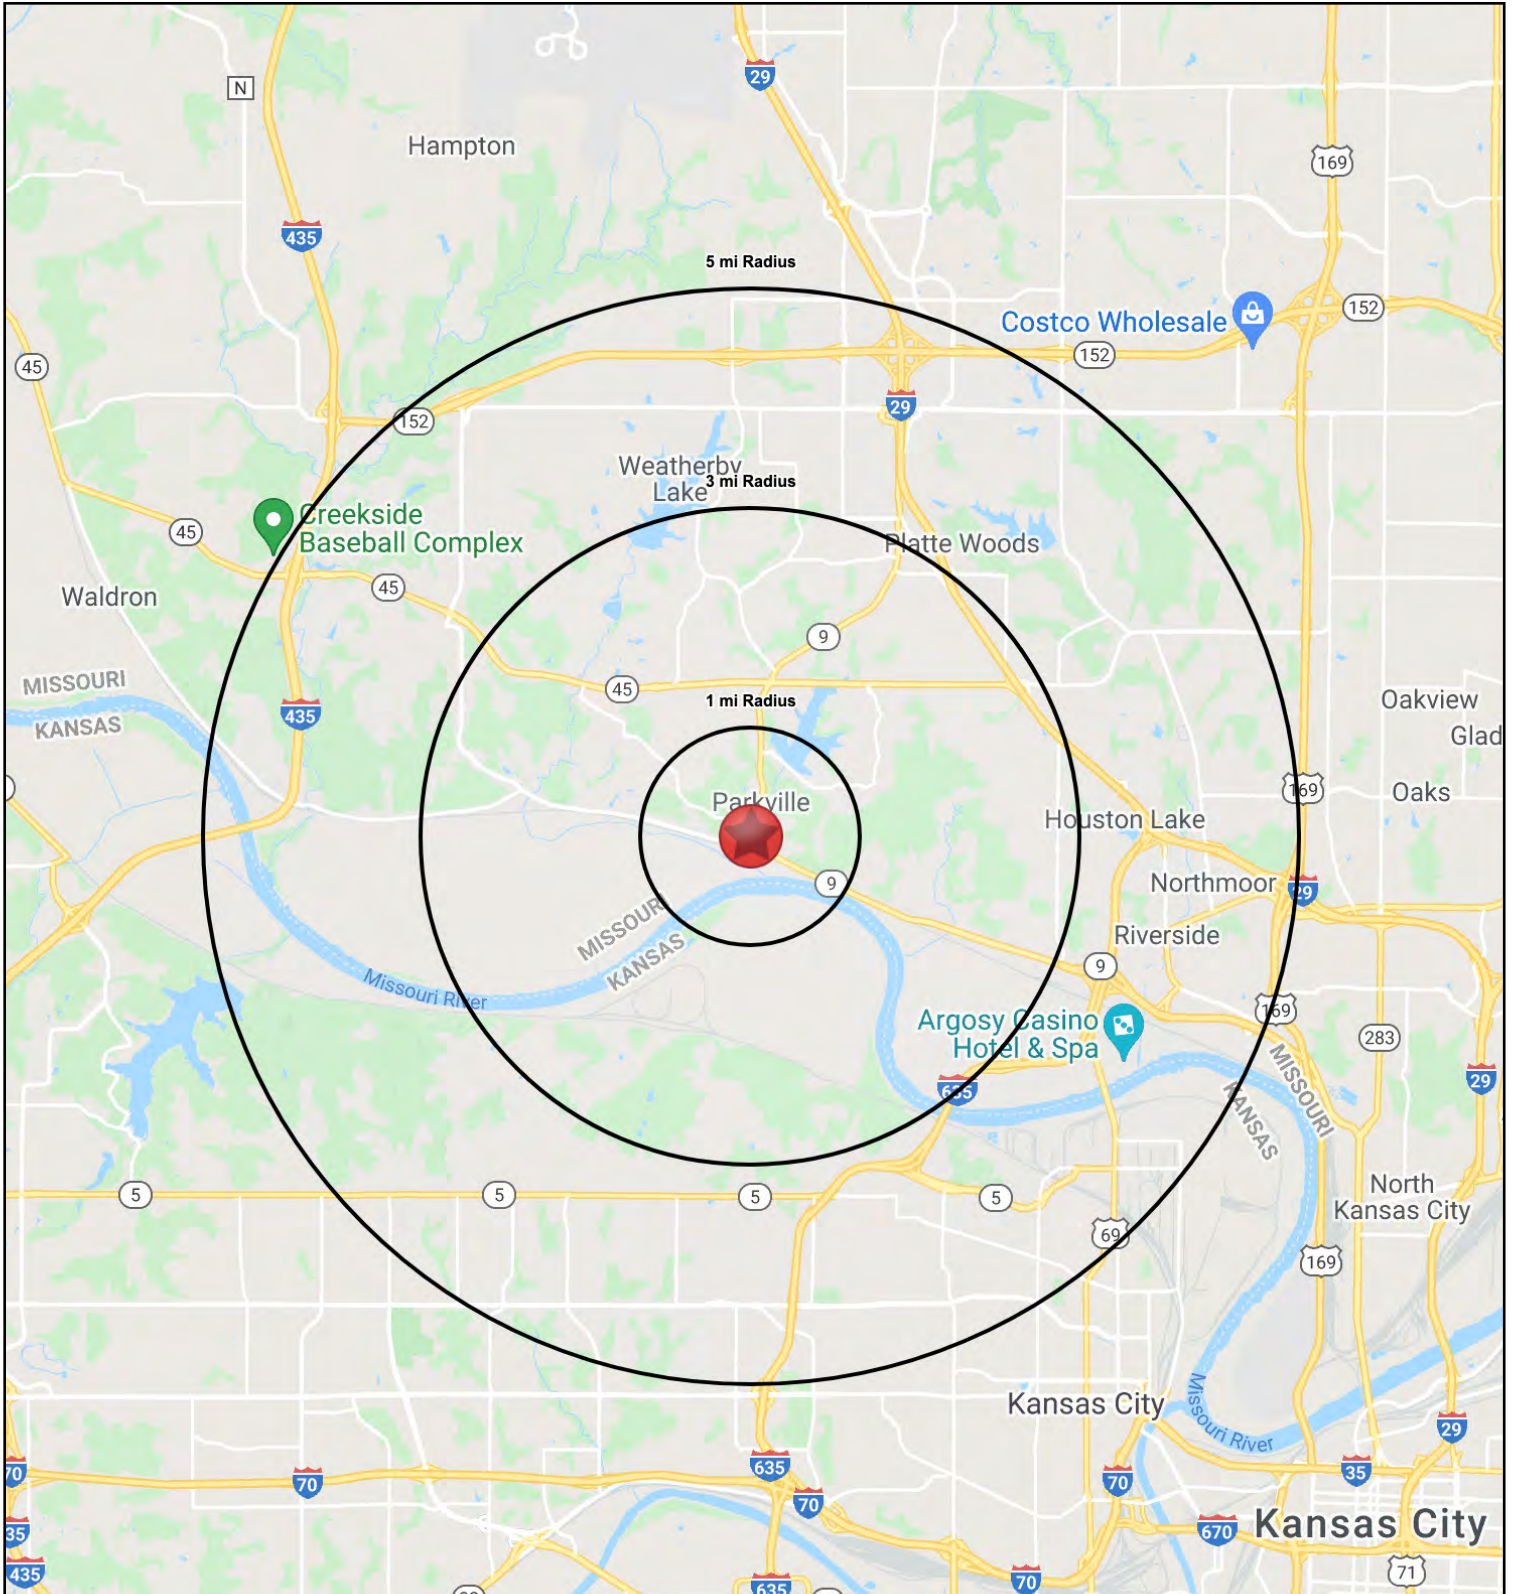 29
N
Hampton
169
435
5 mi Radius
Costco Wholesale
152
152
45
29
152
Weatherby
Lake
3 mi Radius
Creekside
Baseball Complex
45
Platte Woods
45
Waldron
9
MISSOURI
KANSAS
45
1 mi Radius
435
Oakview
Glad
169
Oaks
Parkville
Houston Lake
9
Northmoor
29
MISSOURI
KANSAS
Riverside
9
Missouri River
169
Argosy Casino
Hotel & Spa
283
MISSOURI
KANSAS
635
29
5
5
5
5
North
Kansas City
69
169
Kansas City
Missouri River
29
70
70
635
70
70
35
35
670
Kansas City
435
70
71
635